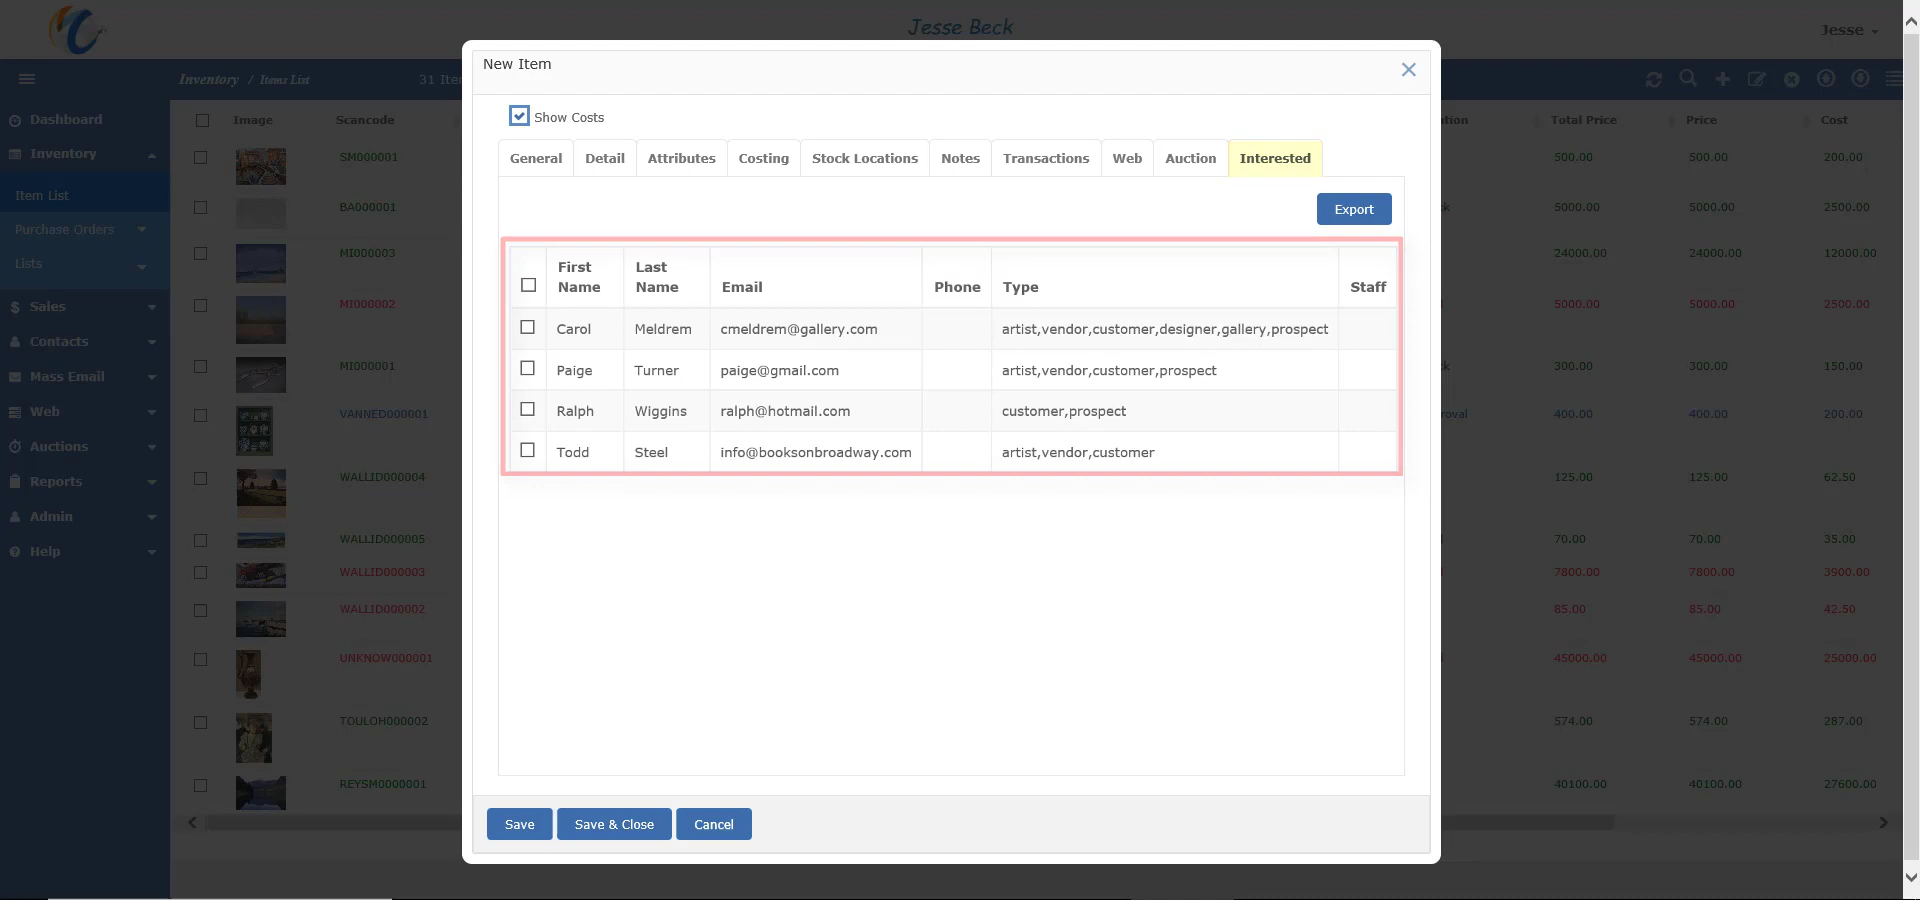 Jesse Beck
Jesse
Inventory / Items List
31 Ite
New Item
Show Costs
General Detail Attributes Costing Stock Locations Notes Transactions Web Auction Interested
Export
First Name Last Name Email Phone Type Staff
Carol Meldrem cmeldrem@gallery.com artist,vendor,customer,designer,gallery,prospect
Paige Turner paige@gmail.com artist,vendor,customer,prospect
Ralph Wiggins ralph@hotmail.com customer,prospect
Todd Steel info@booksonbroadway.com artist,vendor,customer
Save Save & Close Cancel
Dashboard
Inventory
Item List
Purchase Orders
Lists
Sales
Contacts
Mass Email
Web
Auctions
Reports
Admin
Help
Image Scancode tion Total Price Price Cost
SM000001 500.00 500.00 200.00
BA000001 ck 5000.00 5000.00 2500.00
MI000003 24000.00 24000.00 12000.00
MI000002 5000.00 5000.00 2500.00
MI000001 ck 300.00 300.00 150.00
VANNED000001 roval 400.00 400.00 200.00
WALLID000004 125.00 125.00 62.50
WALLID000005 70.00 70.00 35.00
WALLID000003 7800.00 7800.00 3900.00
WALLID000002 85.00 85.00 42.50
UNKNOW000001 45000.00 45000.00 25000.00
TOULOH000002 574.00 574.00 287.00
REYSM0000001 40100.00 40100.00 27600.00